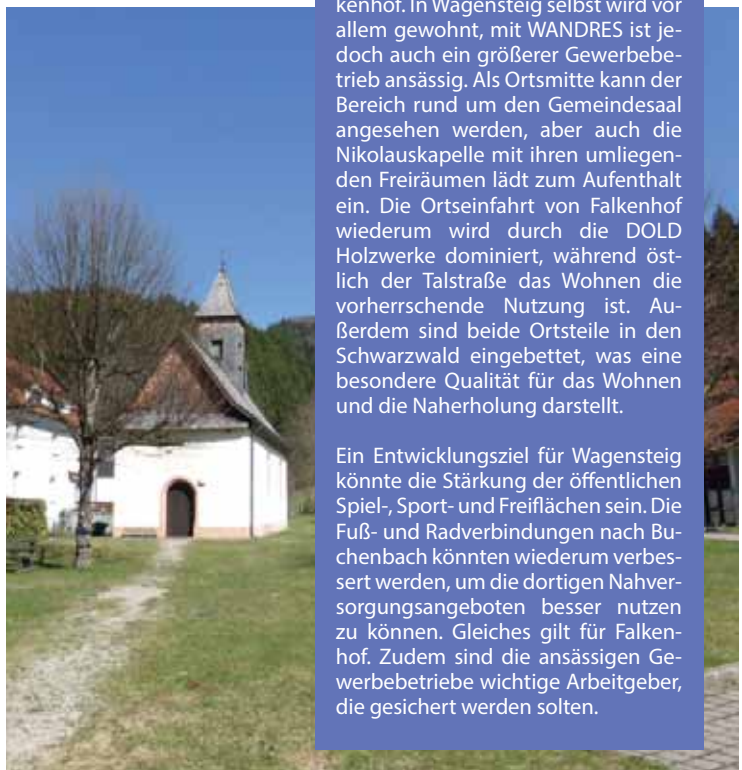 kenhof. In Wagensteig selbst wird vor
allem gewohnt, mit WANDRES ist je-
doch auch ein größerer Gewerbebe-
trieb ansässig. Als Ortsmitte kann der
Bereich rund um den Gemeindesaal
angesehen werden, aber auch die
Nikolauskapelle mit ihren umliegen-
den Freiräumen lädt zum Aufenthalt
ein. Die Ortseinfahrt von Falkenhof
wiederum wird durch die DOLD
Holzwerke dominiert, während öst-
lich der Talstraße das Wohnen die
vorherrschende Nutzung ist. Au-
ßerdem sind beide Ortsteile in den
Schwarzwald eingebettet, was eine
besondere Qualität für das Wohnen
und die Naherholung darstellt.
Ein Entwicklungsziel für Wagensteig
könnte die Stärkung der öffentlichen
Spiel-, Sport- und Freiflächen sein. Die
Fuß- und Radverbindungen nach Bu-
chenbach könnten wiederum verbes-
sert werden, um die dortigen Nahver-
sorgungsangeboten besser nutzen
zu können. Gleiches gilt für Falken-
hof. Zudem sind die ansässigen Ge-
werbebetriebe wichtige Arbeitgeber,
die gesichert werden solten.